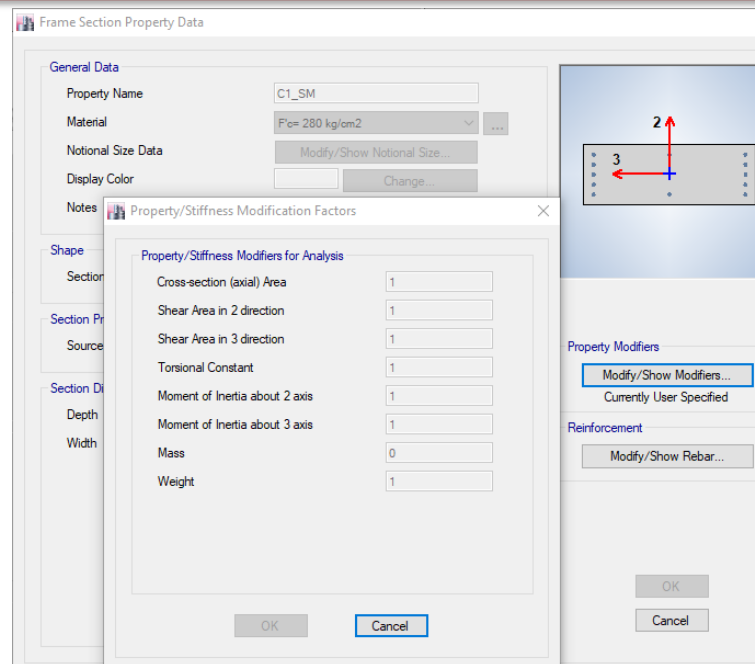 Frame Section Property Data
General Data
Property Name C1_SM
Material F'c= 280 kg/cm2 ...
Notional Size Data Modify/Show Notional Size...
Display Color Change...
Notes
Shape
Section
Section Pr
Source
Section Di
Depth
Width
Property/Stiffness Modification Factors
Property/Stiffness Modifiers for Analysis
Cross-section (axial) Area 1
Shear Area in 2 direction 1
Shear Area in 3 direction 1
Torsional Constant 1
Moment of Inertia about 2 axis 1
Moment of Inertia about 3 axis 1
Mass 0
Weight 1
OK Cancel
2
3
Property Modifiers
Modify/Show Modifiers...
Currently User Specified
Reinforcement
Modify/Show Rebar...
OK
Cancel